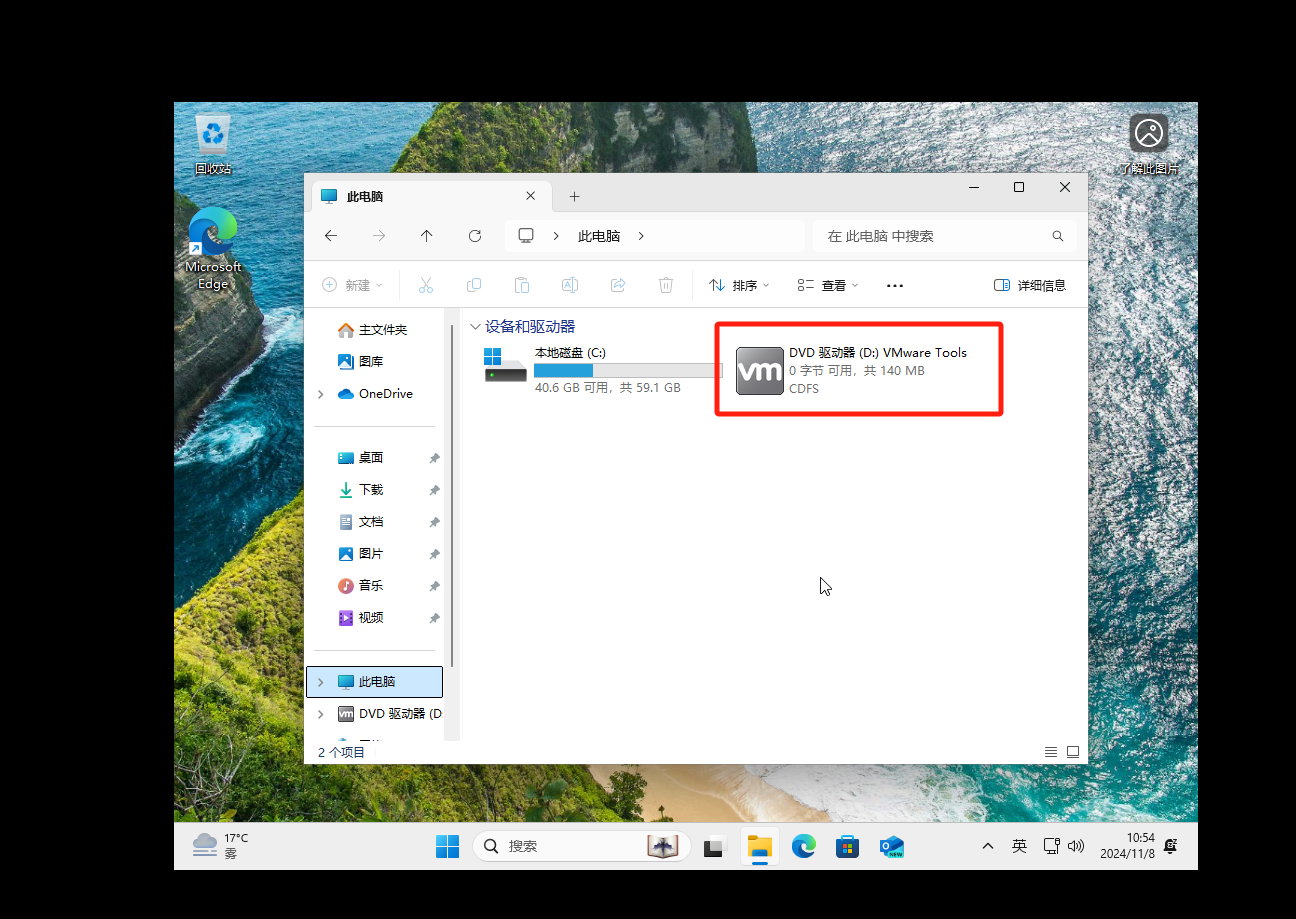 回收站
Microsoft
Edge
了解此图片
此电脑
此电脑
在 此电脑 中搜索
新建
排序
查看
详细信息
主文件夹
图库
OneDrive
桌面
下载
文档
图片
音乐
视频
此电脑
DVD 驱动器 (D:
设备和驱动器
本地磁盘 (C:)
40.6 GB 可用，共 59.1 GB
vm
DVD 驱动器 (D:) VMware Tools
0 字节 可用，共 140 MB
CDFS
2 个项目
17°C
雾
搜索
NEW
英
10:54
2024/11/8